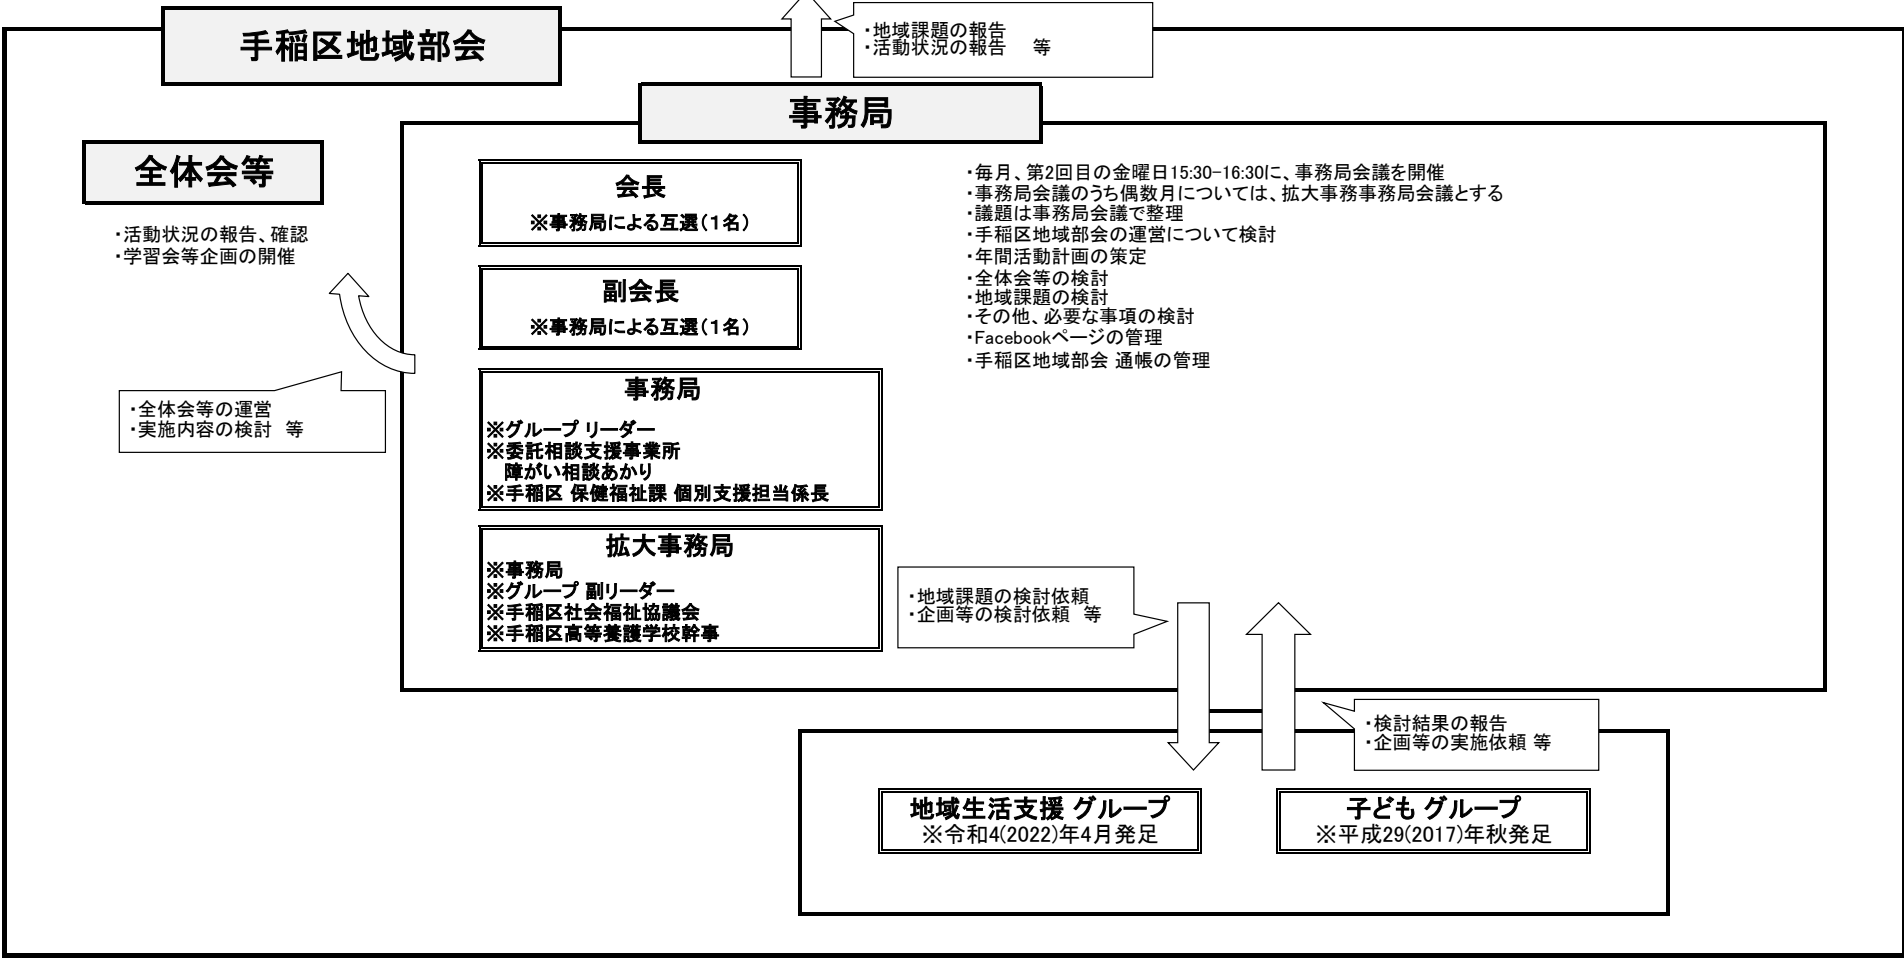 手稲区地域部会
・地域課題の報告
・活動状況の報告　等
事務局
全体会等
・活動状況の報告、確認
・学習会等企画の開催
会長
※事務局による互選（１名）
副会長
※事務局による互選（１名）
・毎月、第2回目の金曜日15:30-16:30に、事務局会議を開催
・事務局会議のうち偶数月については、拡大事務事務局会議とする
・議題は事務局会議で整理
・手稲区地域部会の運営について検討
・年間活動計画の策定
・全体会等の検討
・地域課題の検討
・その他、必要な事項の検討
・Facebookページの管理
・手稲区地域部会 通帳の管理
・全体会等の運営
・実施内容の検討　等
事務局
※グループ リーダー
※委託相談支援事業所
障がい相談あかり
※手稲区 保健福祉課 個別支援担当係長
拡大事務局
※事務局
※グループ 副リーダー
※手稲区社会福祉協議会
※手稲区高等養護学校幹事
・地域課題の検討依頼
・企画等の検討依頼　等
・検討結果の報告
・企画等の実施依頼 等
地域生活支援 グループ
※令和4(2022)年4月発足
子ども グループ
※平成29(2017)年秋発足